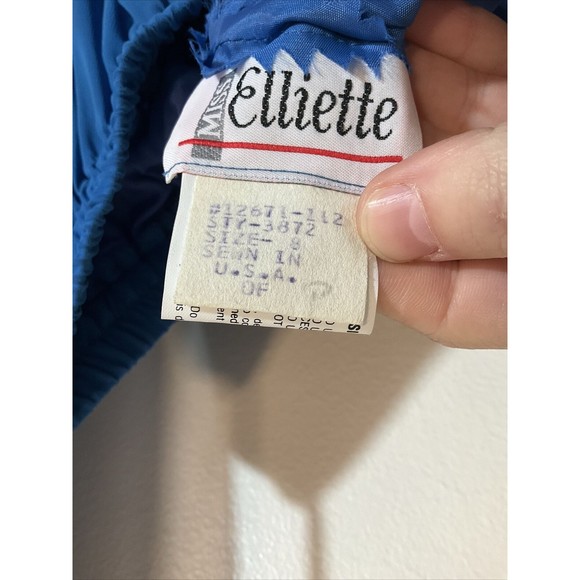 Miss
Elliette
#12671-112
STY-3872
SIZE- 8
SEWN IN
U.S.A.
OF